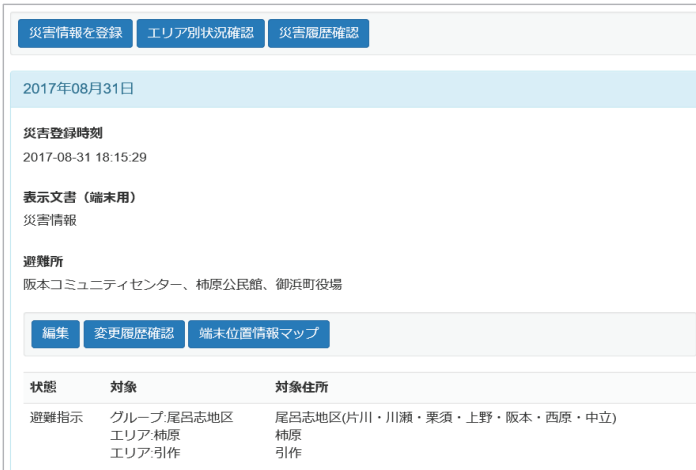 災害情報を登録 エリア別状況確認 災害履歴確認
2017年08月31日
災害登録時刻
2017-08-31 18:15:29
表示文書（端末用）
災害情報
避難所
阪本コミュニティセンター、柿原公民館、御浜町役場
編集 変更履歴確認 端末位置情報マップ
状態 対象 対象住所
避難指示 グループ:尾呂志地区 尾呂志地区(片川・川瀬・栗須・上野・阪本・西原・中立)
エリア:柿原 柿原
エリア:引作 引作